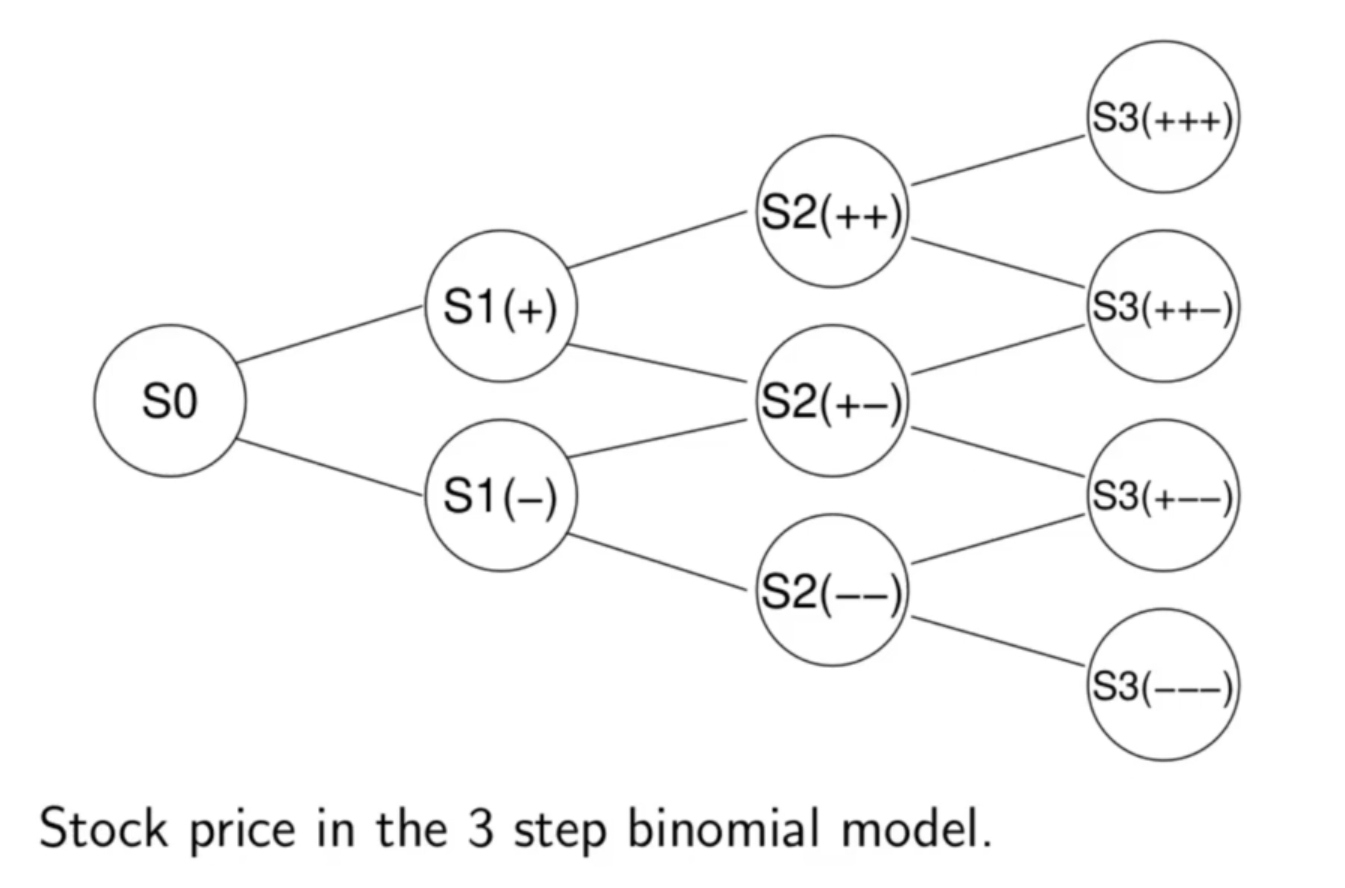 S3(+++)
S2(++)
S1(+)
S3(++–)
S0
S2(+–)
S1(–)
S3(+––)
S2(––)
S3(–––)
Stock price in the 3 step binomial model.